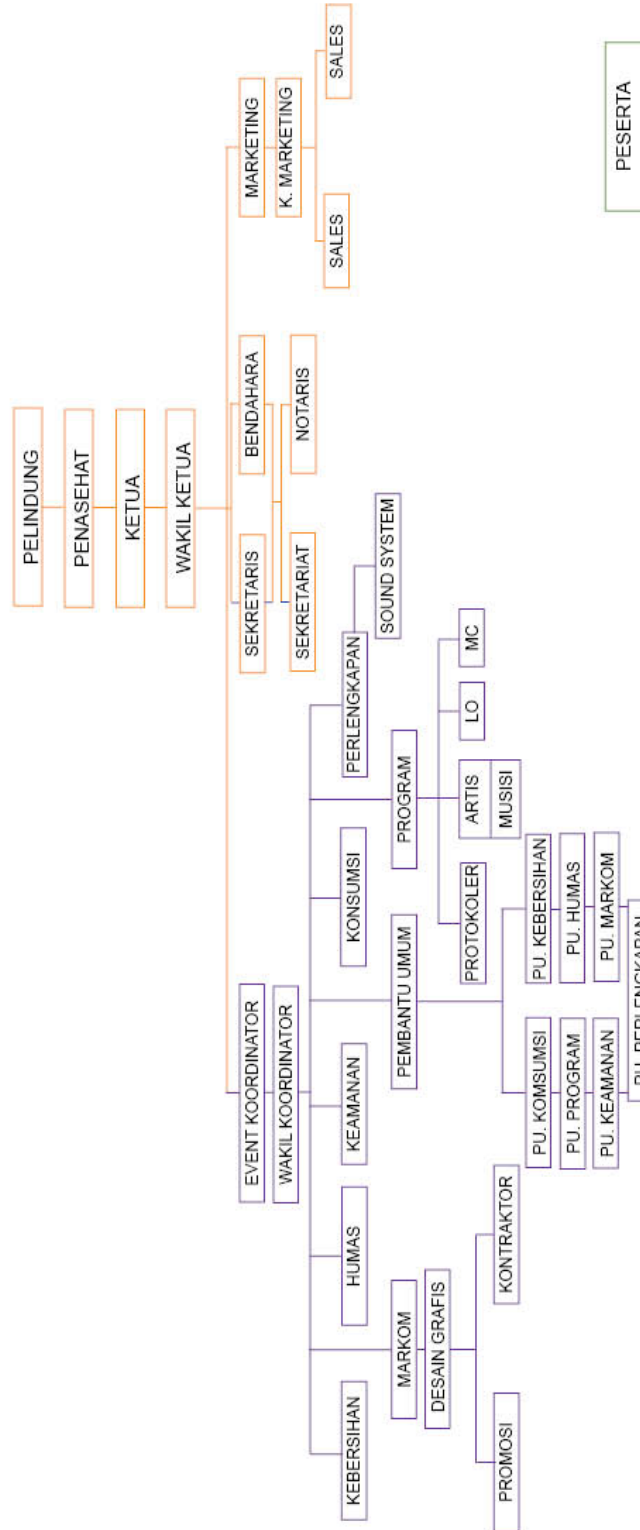 PELINDUNG
PENASEHAT
KETUA
WAKIL KETUA
EVENT KOORDINATOR
SEKRETARIS
BENDAHARA
MARKETING
WAKIL KOORDINATOR
K. MARKETING
SEKRETARIAT
NOTARIS
SALES
SALES
KEBERSIHAN
HUMAS
KEAMANAN
KONSUMSI
PERLENGKAPAN
SOUND SYSTEM
MARKOM
PEMBANTU UMUM
PROGRAM
DESAIN GRAFIS
PROTOKOLER
ARTIS
LO
MC
MUSISI
PROMOSI
KONTRAKTOR
PU. KOMSUMSI
PU. KEBERSIHAN
PU. PROGRAM
PU. HUMAS
PU. KEAMANAN
PU. MARKOM
PU. PERLENGKAPAN
PESERTA